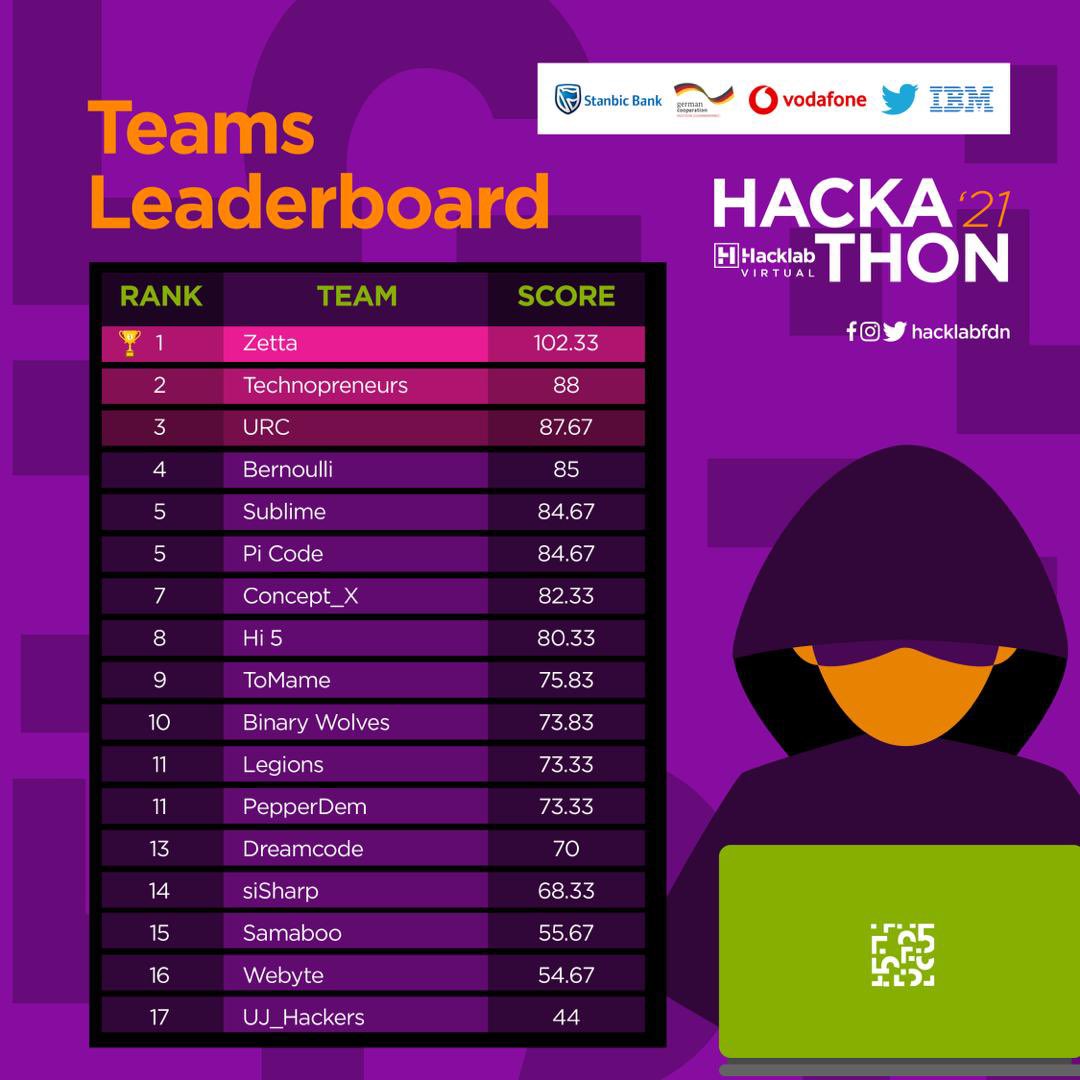 Stanbic Bank german cooperation vodafone IBM
Teams
Leaderboard
HACKA '21
Hacklab THON
VIRTUAL
hacklabfdn
RANK TEAM SCORE
1 Zetta 102.33
2 Technopreneurs 88
3 URC 87.67
4 Bernoulli 85
5 Sublime 84.67
5 Pi Code 84.67
7 Concept_X 82.33
8 Hi 5 80.33
9 ToMame 75.83
10 Binary Wolves 73.83
11 Legions 73.33
11 PepperDem 73.33
13 Dreamcode 70
14 siSharp 68.33
15 Samaboo 55.67
16 Webyte 54.67
17 UJ_Hackers 44